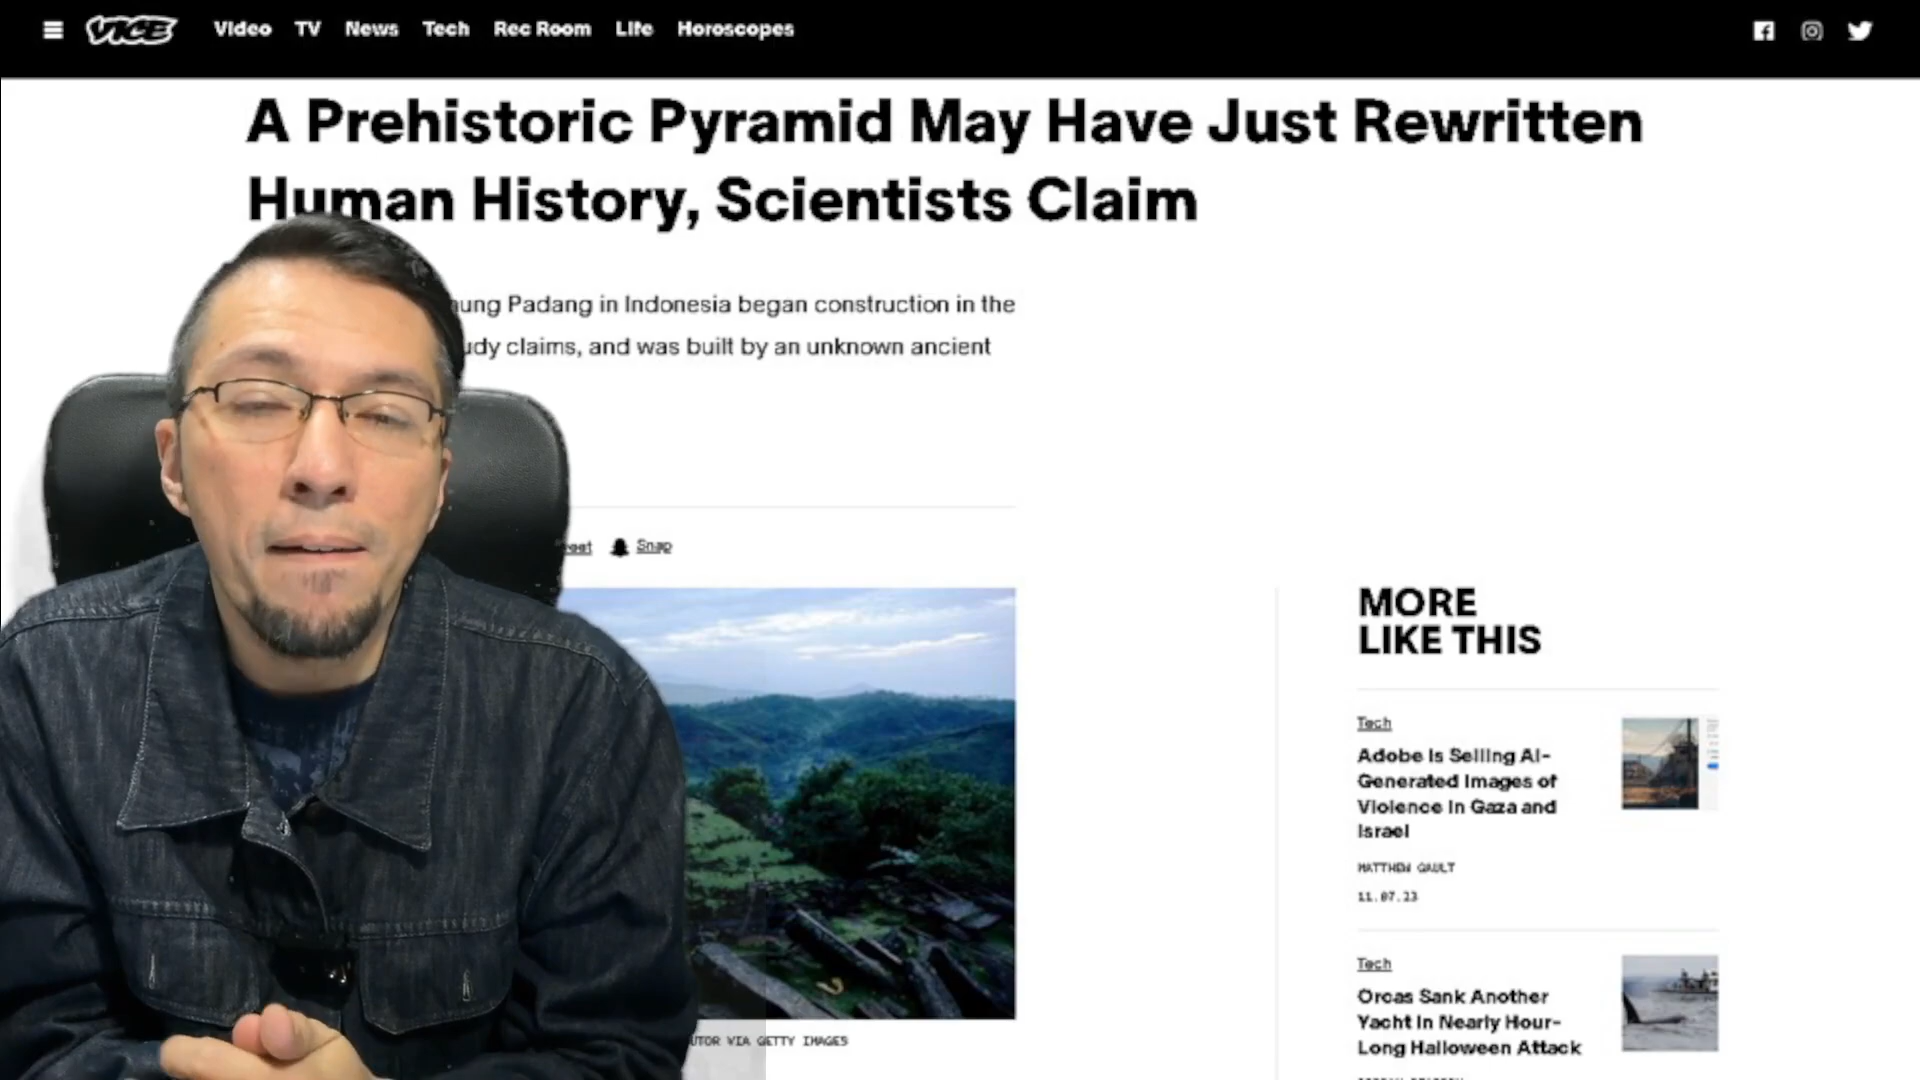 VICE Video TV News Tech Rec Room Life Horoscopes
A Prehistoric Pyramid May Have Just Rewritten
Human History, Scientists Claim
Padang in Indonesia began construction in the
claims, and was built by an unknown ancient
Snap
MORE
LIKE THIS
Tech
Adobe Is Selling AI-
Generated Images of
Violence in Gaza and
Israel
MATTHEW GAULT
11.07.23
Tech
Orcas Sank Another
Yacht in Nearly Hour-
Long Halloween Attack
VIA GETTY IMAGES